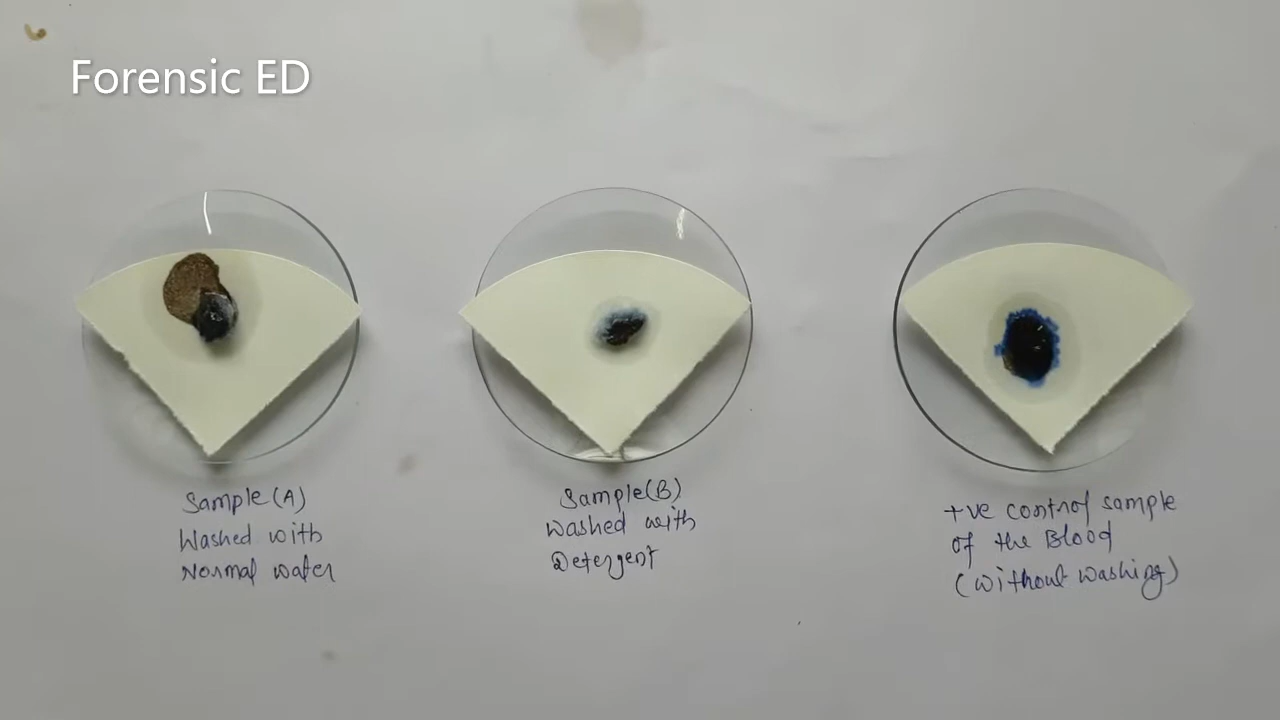 Forensic ED
Sample(A)
Washed with
Normal water
Sample(B)
Washed with
Detergent
+ve control sample
of the Blood
(without washing)